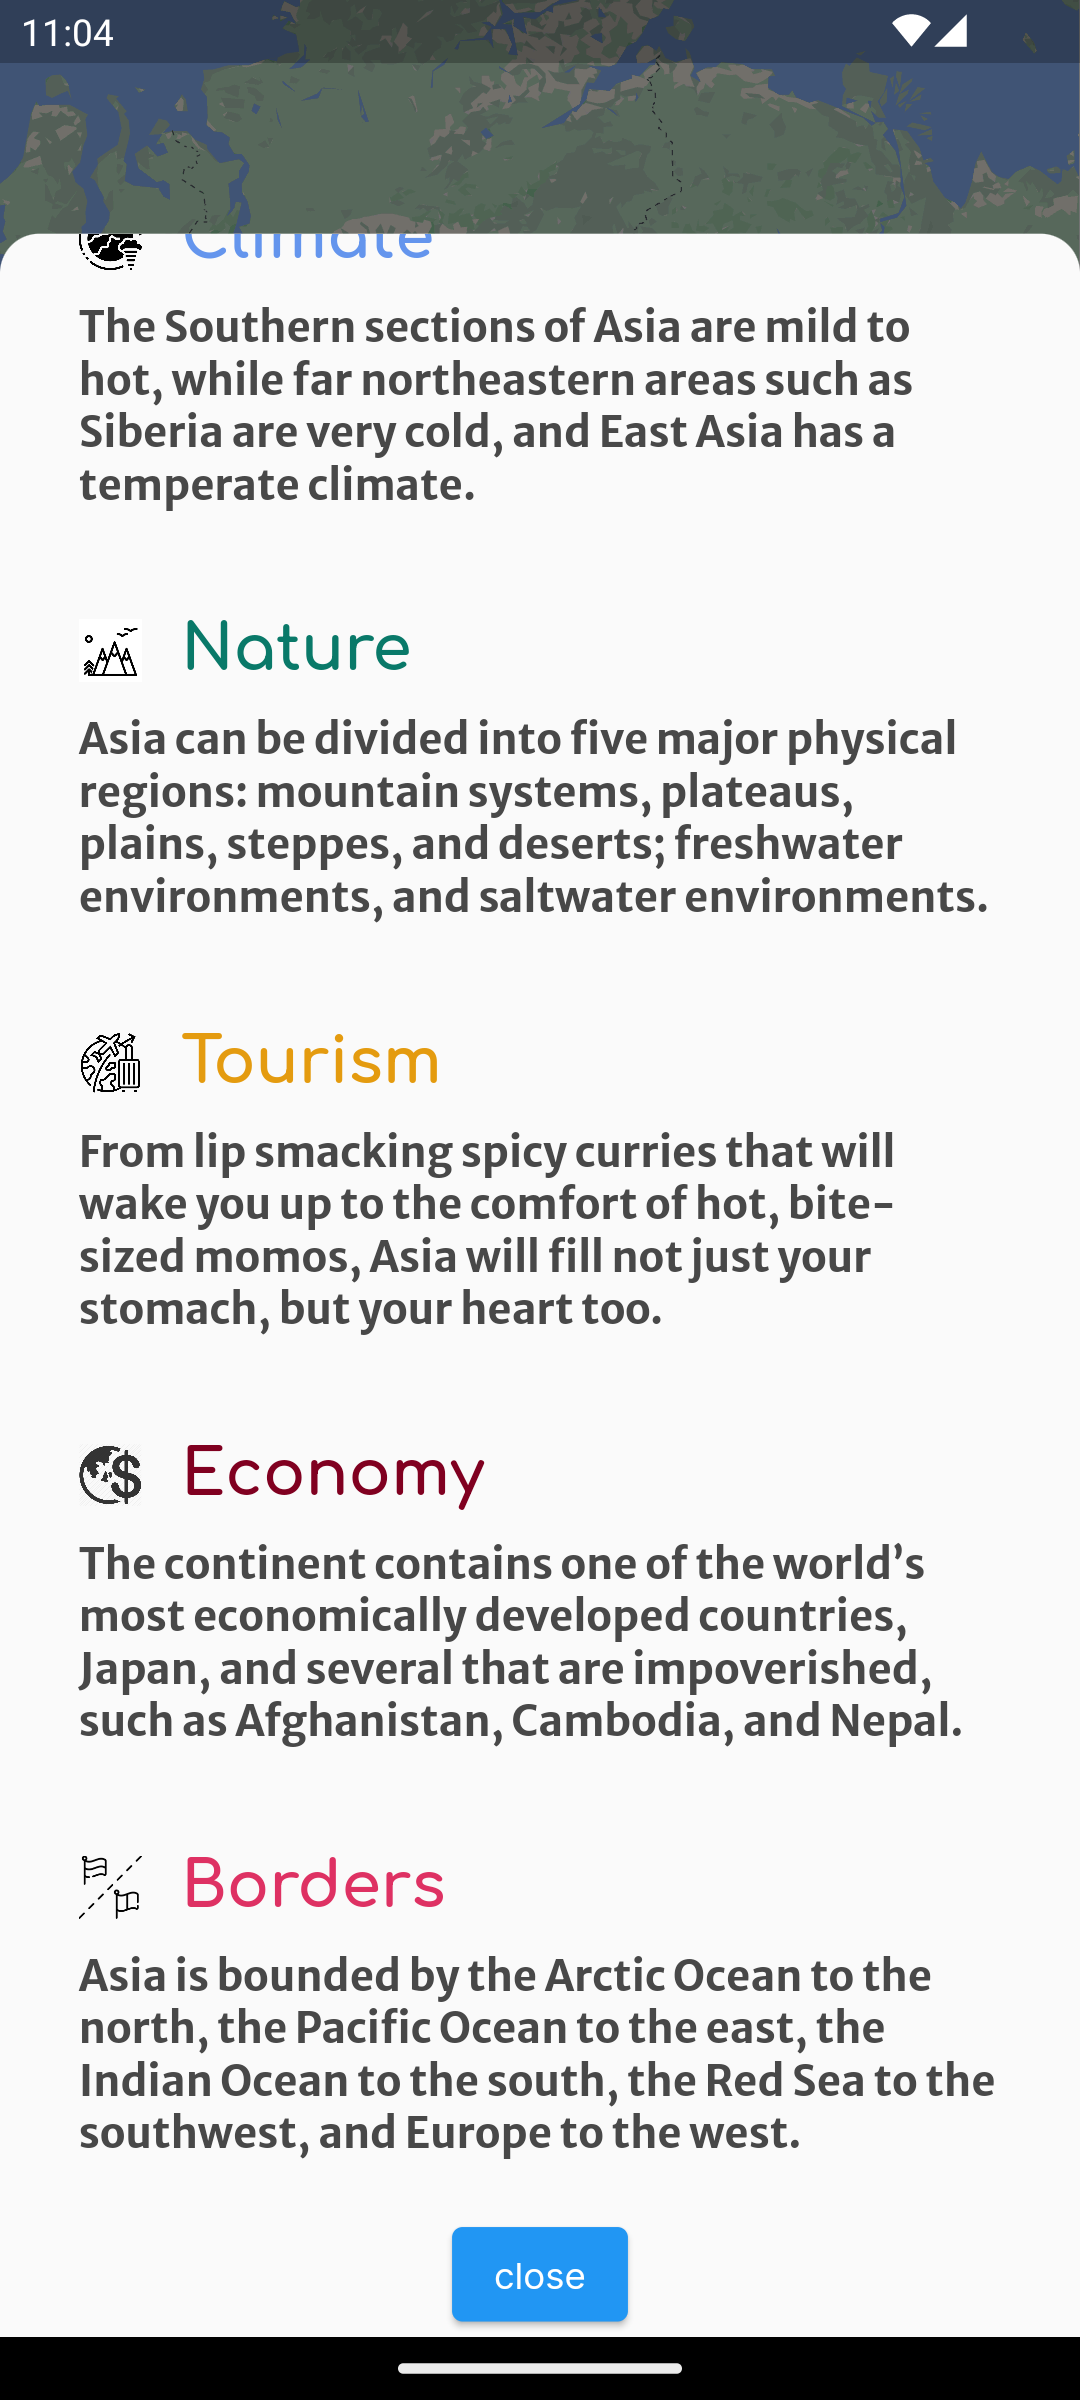 11:04
Climate
The Southern sections of Asia are mild to
hot, while far northeastern areas such as
Siberia are very cold, and East Asia has a
temperate climate.
Nature
Asia can be divided into five major physical
regions: mountain systems, plateaus,
plains, steppes, and deserts; freshwater
environments, and saltwater environments.
Tourism
From lip smacking spicy curries that will
wake you up to the comfort of hot, bite-
sized momos, Asia will fill not just your
stomach, but your heart too.
Economy
The continent contains one of the world’s
most economically developed countries,
Japan, and several that are impoverished,
such as Afghanistan, Cambodia, and Nepal.
Borders
Asia is bounded by the Arctic Ocean to the
north, the Pacific Ocean to the east, the
Indian Ocean to the south, the Red Sea to the
southwest, and Europe to the west.
close